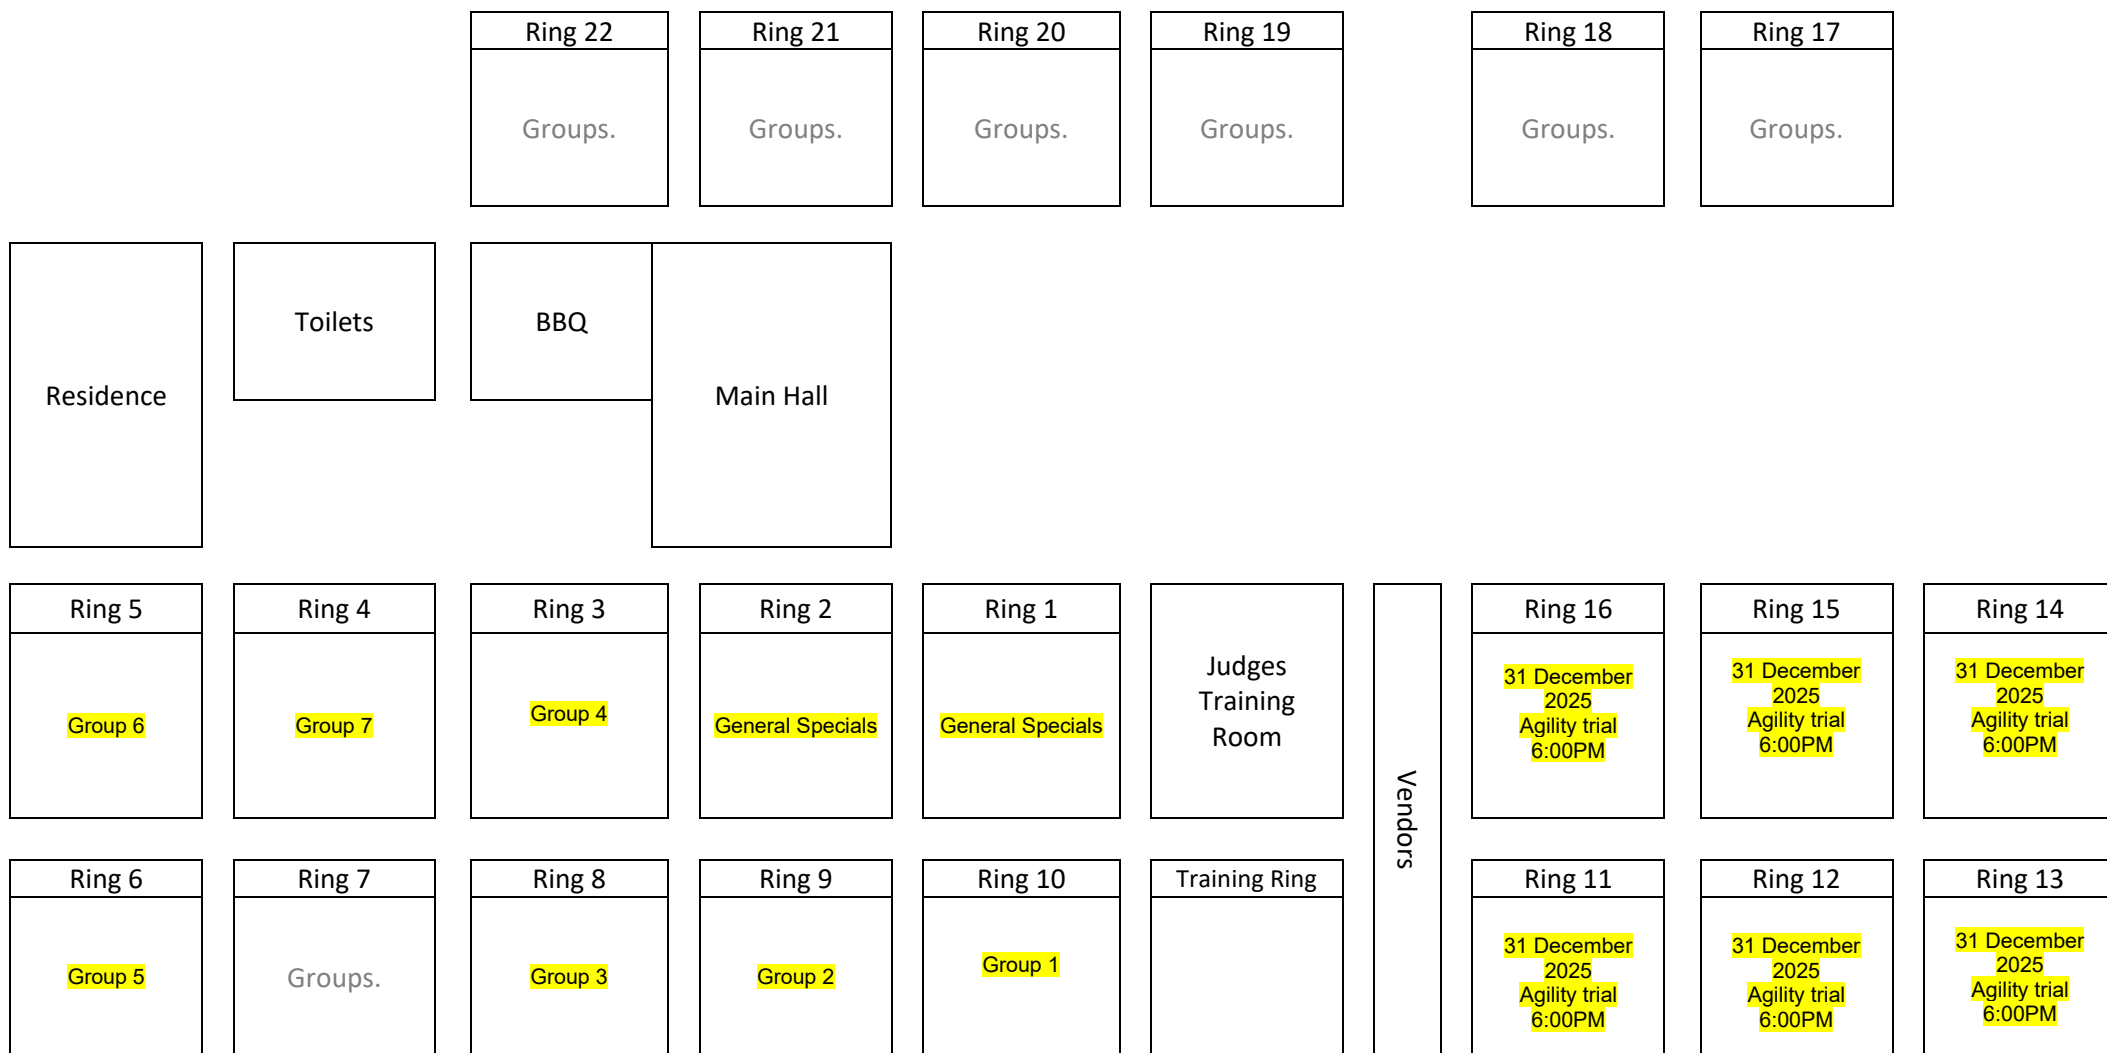 Ring 22
Ring 21
Ring 20
Ring 19
Ring 18
Ring 17
Groups.
Groups.
Groups.
Groups.
Groups.
Groups.
Residence
Toilets
BBQ
Main Hall
Ring 5
Ring 4
Ring 3
Ring 2
Ring 1
Judges
Training
Room
Vendors
Ring 16
Ring 15
Ring 14
Group 6
Group 7
Group 4
General Specials
General Specials
31 December
2025
Agility trial
6:00PM
31 December
2025
Agility trial
6:00PM
31 December
2025
Agility trial
6:00PM
Ring 6
Ring 7
Ring 8
Ring 9
Ring 10
Training Ring
Ring 11
Ring 12
Ring 13
Group 5
Groups.
Group 3
Group 2
Group 1
31 December
2025
Agility trial
6:00PM
31 December
2025
Agility trial
6:00PM
31 December
2025
Agility trial
6:00PM